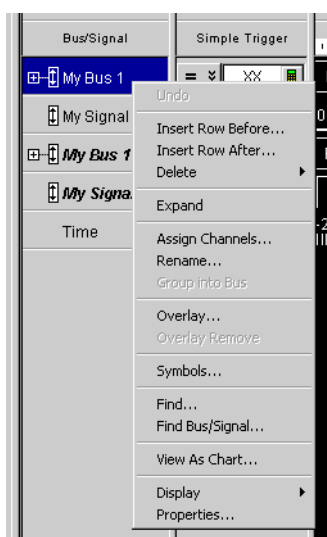 Bus/Signal
Simple Trigger
My Bus 1
= XX
My Signal
My Bus 1
My Signa
Time
Undo
Insert Row Before...
Insert Row After...
Delete
Expand
Assign Channels...
Rename...
Group into Bus
Overlay...
Overlay Remove
Symbols...
Find...
Find Bus/Signal...
View As Chart...
Display
Properties...
0
-2